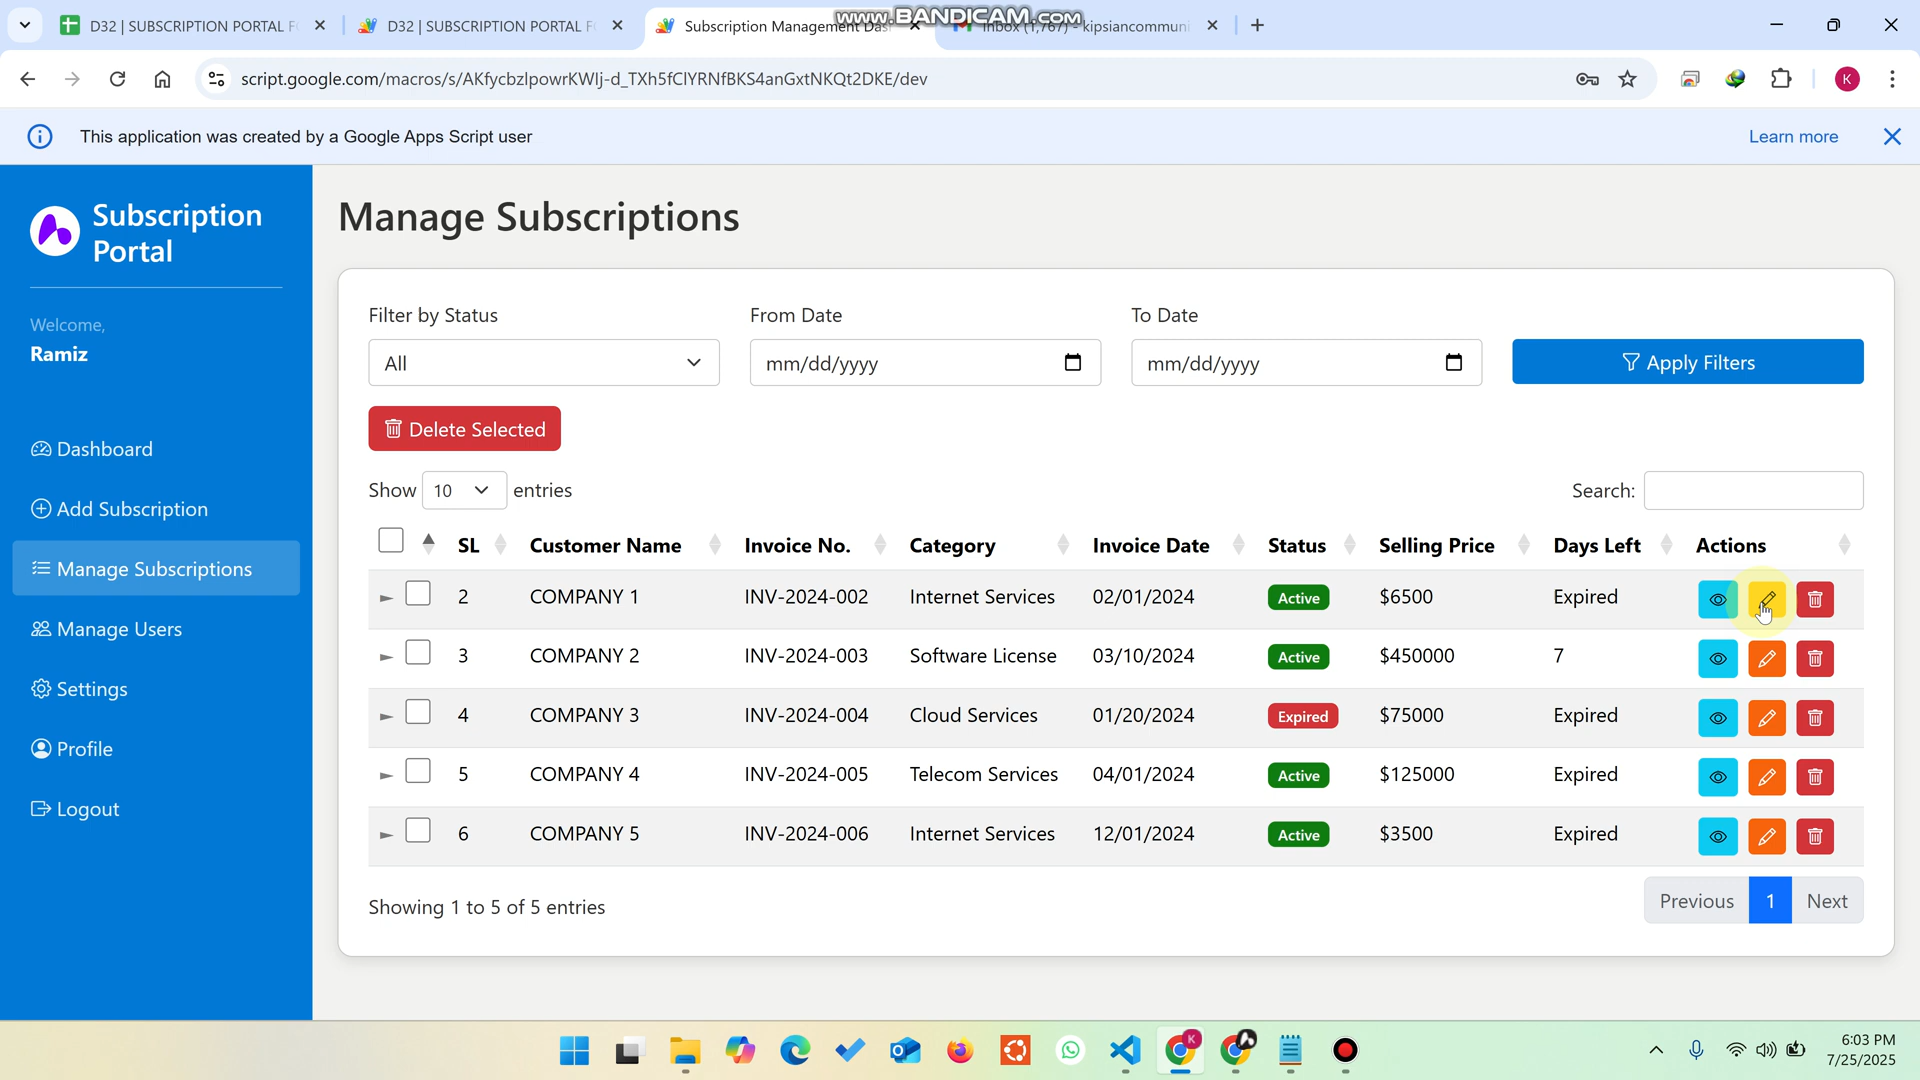 D32 | SUBSCRIPTION PORTAL F
D32 | SUBSCRIPTION PORTAL F
Subscription Management Das
www.BANDICAM.com
Inbox (1,767) - kipsiancommuni
script.google.com/macros/s/AKfycbzlpowrKWIj-d_TXh5fClYRNfBKS4anGxtNKQt2DKE/dev
K
This application was created by a Google Apps Script user
Learn more
Subscription
Portal
Welcome,
Ramiz
Dashboard
Add Subscription
Manage Subscriptions
Manage Users
Settings
Profile
Logout
Manage Subscriptions
Filter by Status
From Date
To Date
All
mm/dd/yyyy
mm/dd/yyyy
Apply Filters
Delete Selected
Show 10 entries
Search:
SL Customer Name Invoice No. Category Invoice Date Status Selling Price Days Left Actions
2 COMPANY 1 INV-2024-002 Internet Services 02/01/2024 Active $6500 Expired
3 COMPANY 2 INV-2024-003 Software License 03/10/2024 Active $450000 7
4 COMPANY 3 INV-2024-004 Cloud Services 01/20/2024 Expired $75000 Expired
5 COMPANY 4 INV-2024-005 Telecom Services 04/01/2024 Active $125000 Expired
6 COMPANY 5 INV-2024-006 Internet Services 12/01/2024 Active $3500 Expired
Showing 1 to 5 of 5 entries
Previous 1 Next
K
6:03 PM
7/25/2025